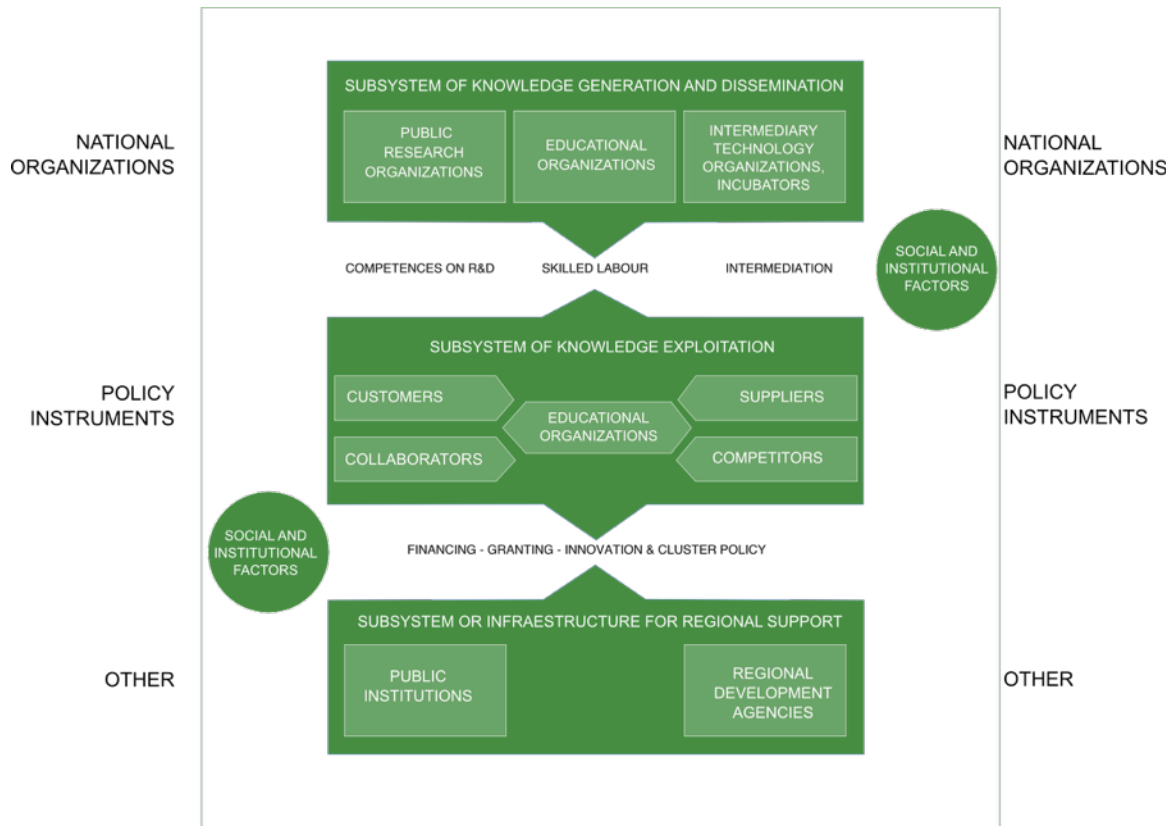 SUBSYSTEM OF KNOWLEDGE GENERATION AND DISSEMINATION
NATIONAL
ORGANIZATIONS
PUBLIC
RESEARCH
ORGANIZATIONS
EDUCATIONAL
ORGANIZATIONS
INTERMEDIARY
TECHNOLOGY
ORGANIZATIONS,
INCUBATORS
NATIONAL
ORGANIZATIONS
COMPETENCES ON R&D
SKILLED LABOUR
INTERMEDIATION
SOCIAL AND
INSTITUTIONAL
FACTORS
SUBSYSTEM OF KNOWLEDGE EXPLOITATION
POLICY
INSTRUMENTS
CUSTOMERS
COLLABORATORS
EDUCATIONAL
ORGANIZATIONS
SUPPLIERS
COMPETITORS
POLICY
INSTRUMENTS
SOCIAL AND
INSTITUTIONAL
FACTORS
FINANCING - GRANTING - INNOVATION & CLUSTER POLICY
SUBSYSTEM OR INFRAESTRUCTURE FOR REGIONAL SUPPORT
OTHER
PUBLIC
INSTITUTIONS
REGIONAL
DEVELOPMENT
AGENCIES
OTHER